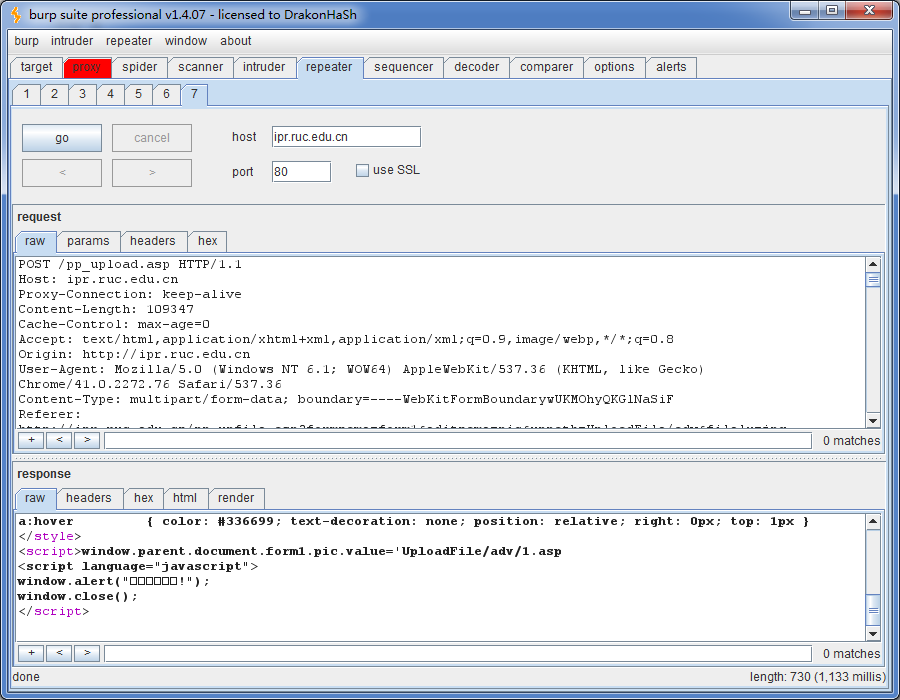 burp suite professional v1.4.07 - licensed to DrakonHaSh
burp intruder repeater window about
target proxy spider scanner intruder repeater sequencer decoder comparer options alerts
1 2 3 4 5 6 7
go cancel host ipr.ruc.edu.cn
< > port 80 use SSL
request
raw params headers hex
POST /pp_upload.asp HTTP/1.1
Host: ipr.ruc.edu.cn
Proxy-Connection: keep-alive
Content-Length: 109347
Cache-Control: max-age=0
Accept: text/html,application/xhtml+xml,application/xml;q=0.9,image/webp,*/*;q=0.8
Origin: http://ipr.ruc.edu.cn
User-Agent: Mozilla/5.0 (Windows NT 6.1; WOW64) AppleWebKit/537.36 (KHTML, like Gecko)
Chrome/41.0.2272.76 Safari/537.36
Content-Type: multipart/form-data; boundary=----WebKitFormBoundarywUKMOhyQKGlNaSiF
Referer:
+ < > 0 matches
response
raw headers hex html render
a:hover { color: #336699; text-decoration: none; position: relative; right: 0px; top: 1px }
</style>
<script>window.parent.document.form1.pic.value='UploadFile/adv/1.asp
<script language="javascript">
window.alert("□□□□□□!");
window.close();
</script>
+ < > 0 matches
done length: 730 (1,133 millis)